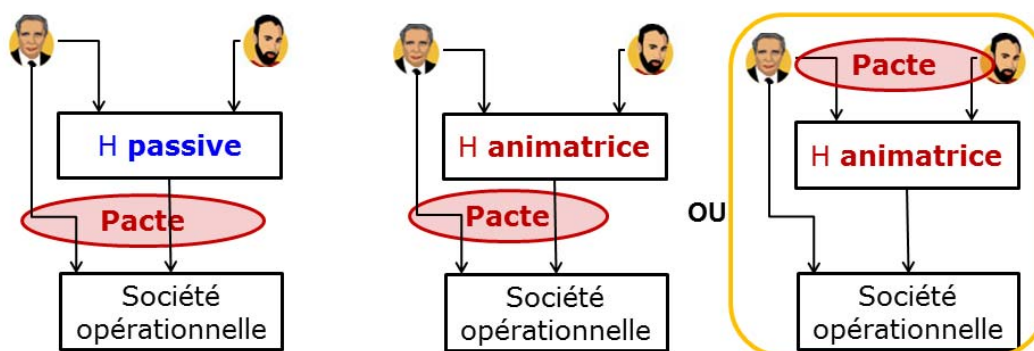 H passive
Pacte
Société
opérationnelle
H animatrice
Pacte
Société
opérationnelle
OU
Pacte
H animatrice
Société
opérationnelle